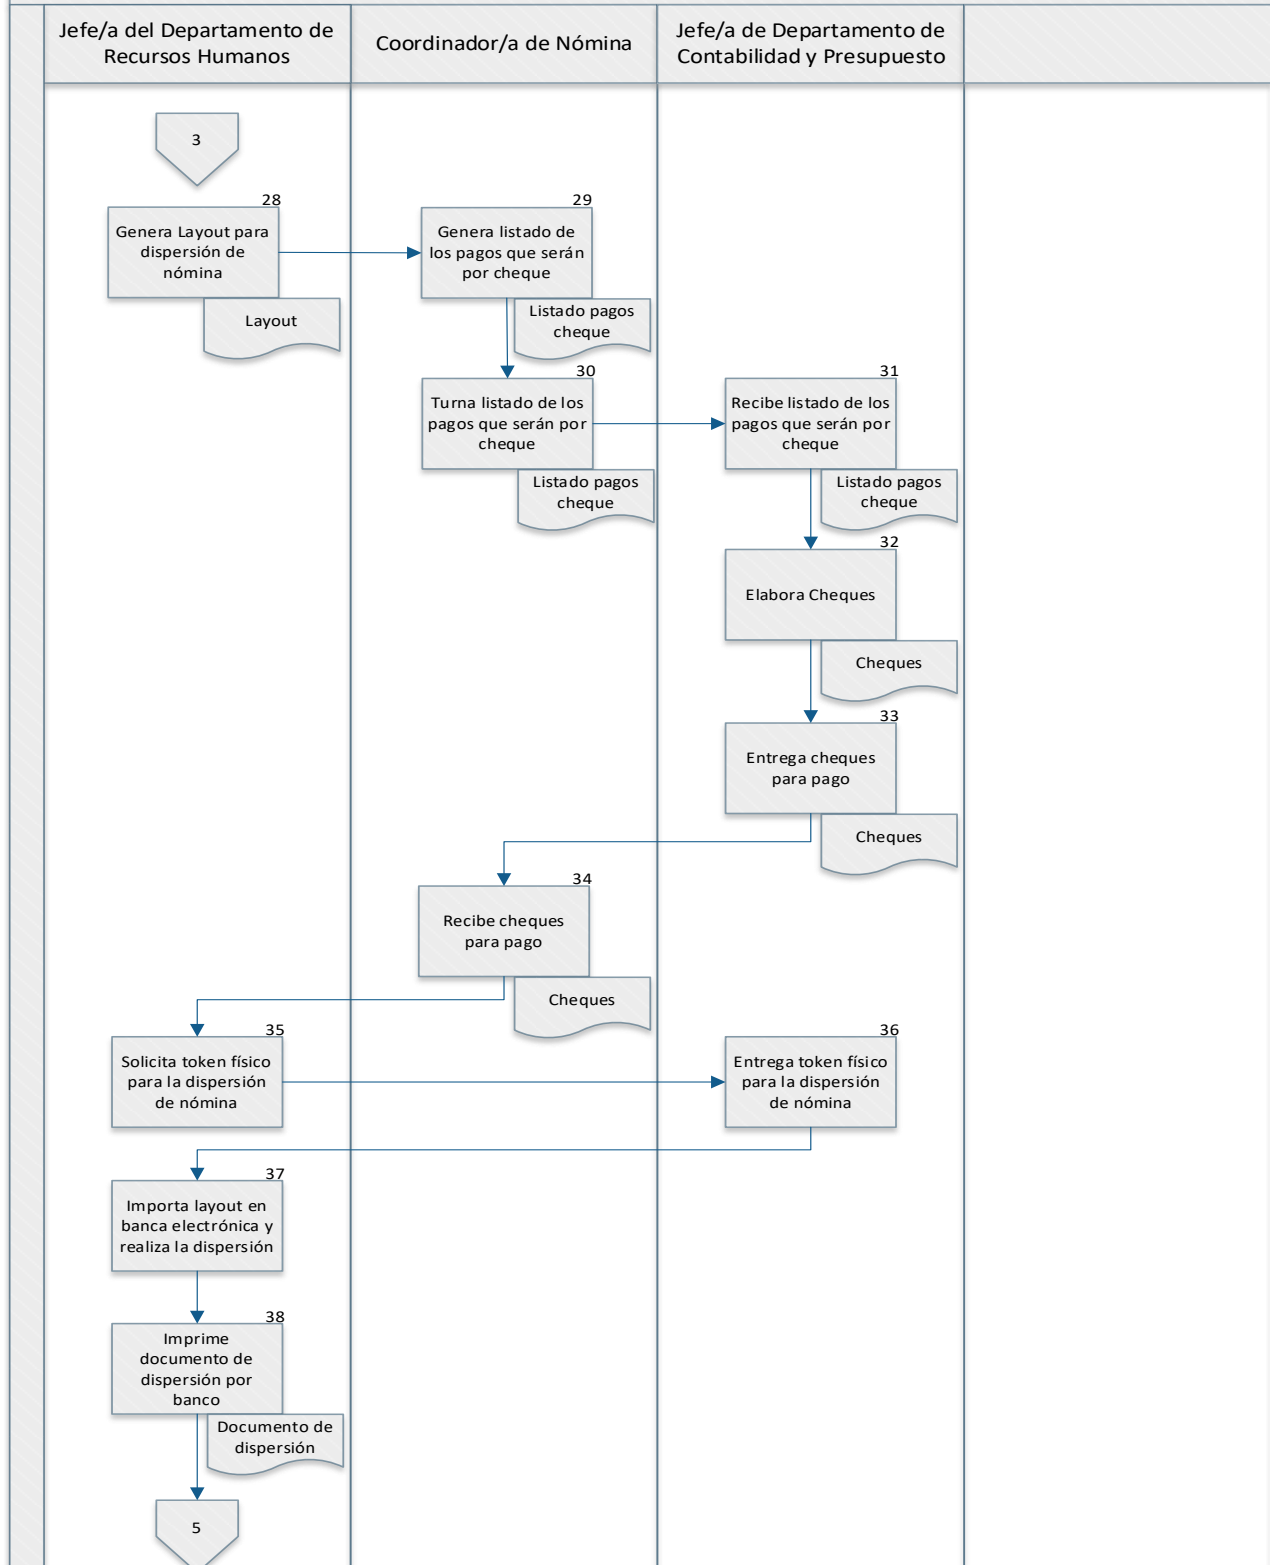 Jefe/a del Departamento de
Recursos Humanos
Coordinador/a de Nómina
Jefe/a de Departamento de
Contabilidad y Presupuesto
3
28
Genera Layout para
dispersión de
nómina
Layout
29
Genera listado de
los pagos que serán
por cheque
Listado pagos
cheque
30
Turna listado de los
pagos que serán por
cheque
Listado pagos
cheque
31
Recibe listado de los
pagos que serán por
cheque
Listado pagos
cheque
32
Elabora Cheques
Cheques
33
Entrega cheques
para pago
Cheques
34
Recibe cheques
para pago
Cheques
35
Solicita token físico
para la dispersión
de nómina
36
Entrega token físico
para la dispersión
de nómina
37
Importa layout en
banca electrónica y
realiza la dispersión
38
Imprime
documento de
dispersión por
banco
Documento de
dispersión
5